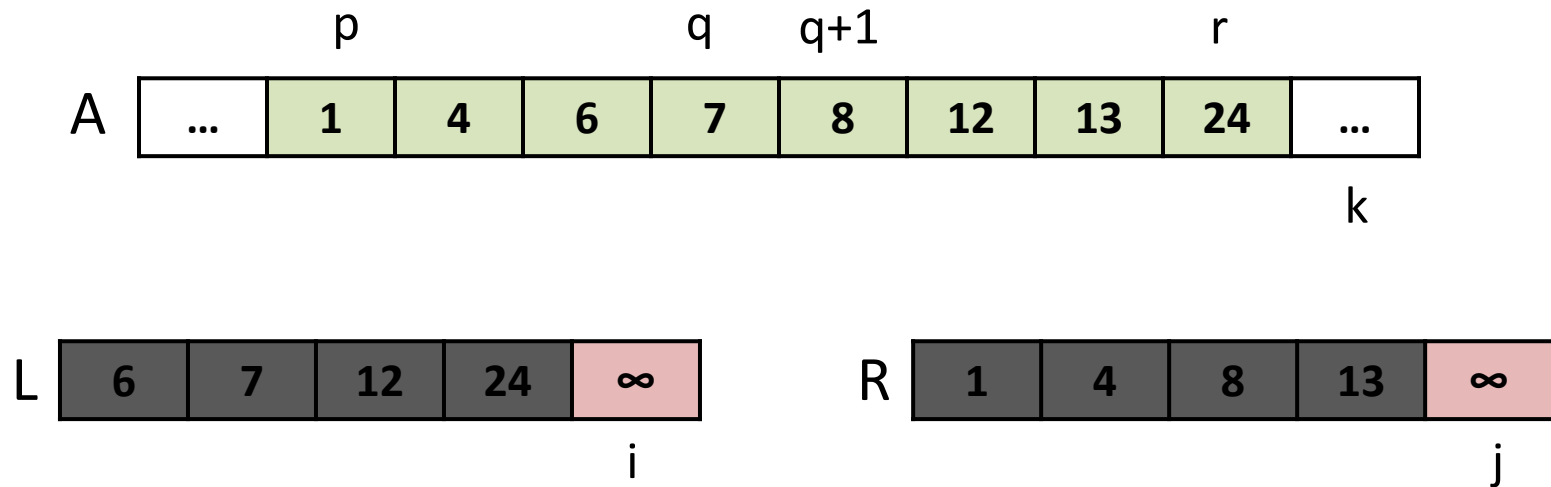 p q q+1 r
A ... 1 4 6 7 8 12 13 24 ...
k
L 6 7 12 24 ∞ R 1 4 8 13 ∞
i j